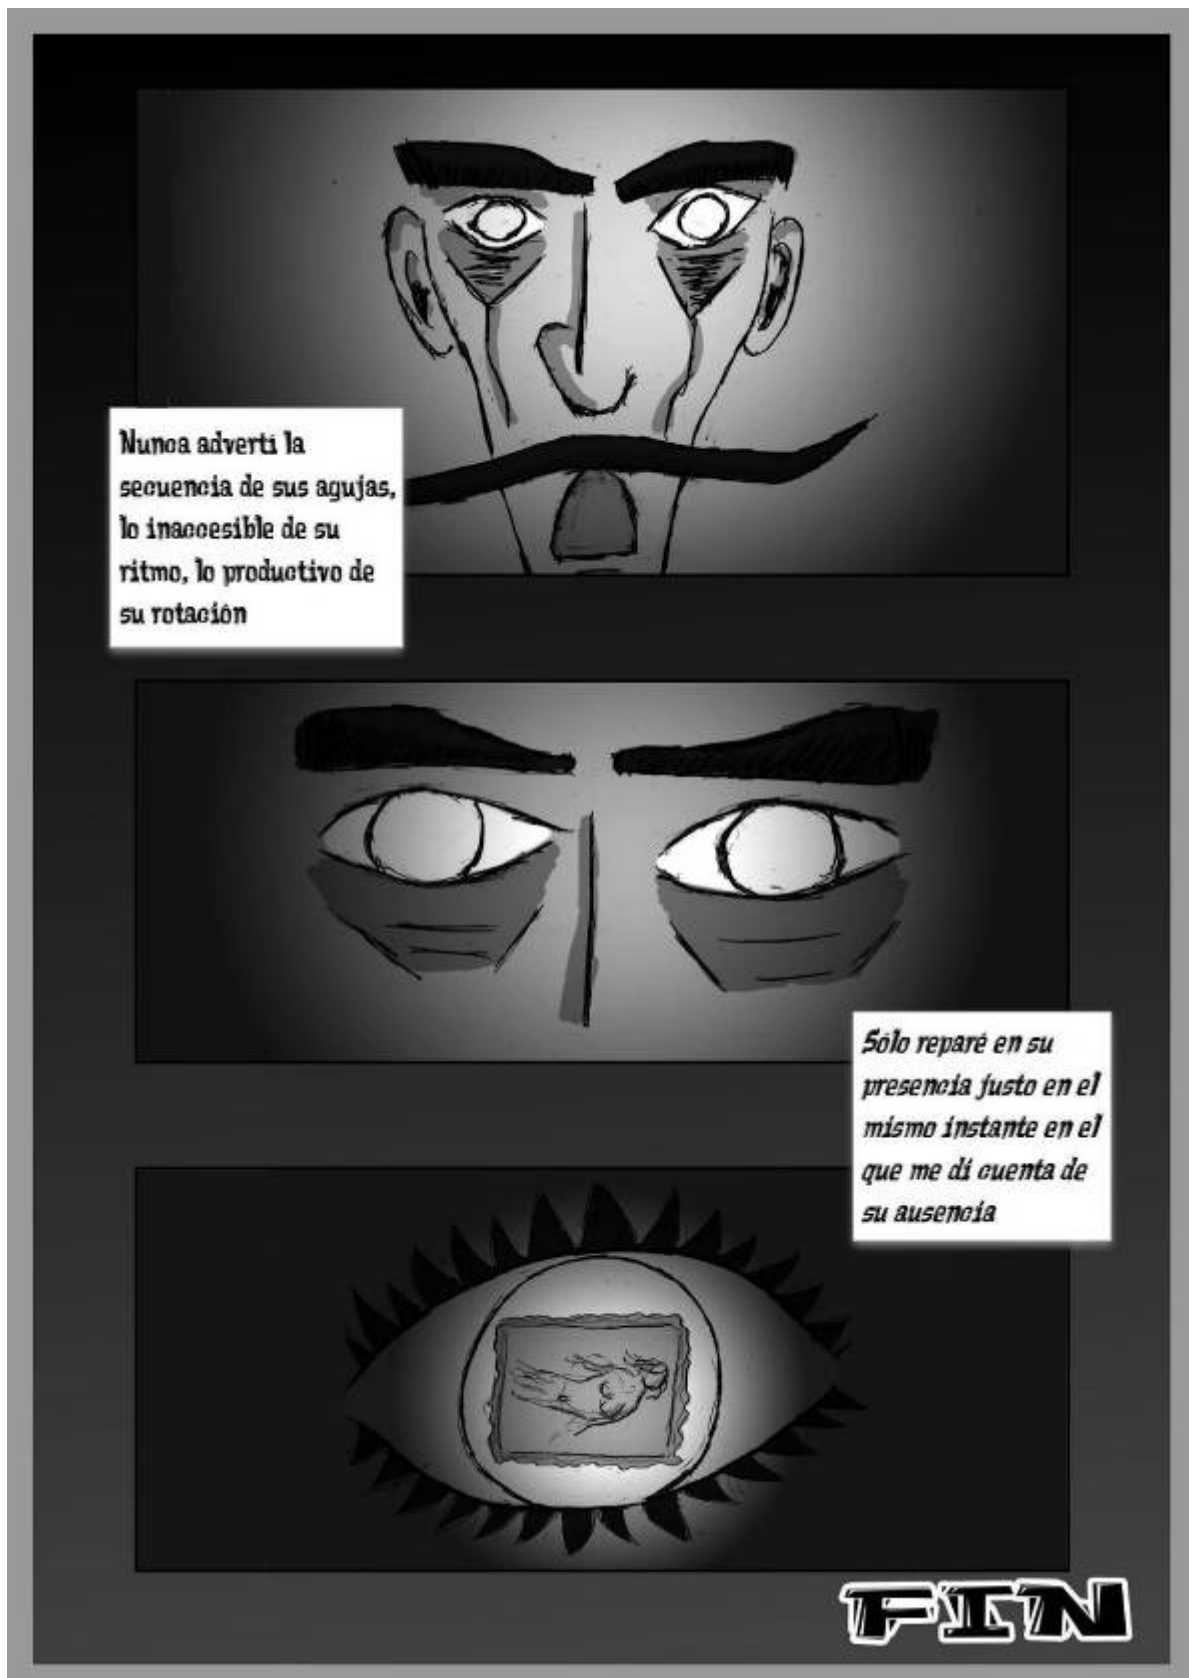 Nunca advertí la
secuencia de sus agujas,
lo inaccesible de su
ritmo, lo productivo de
su rotación
Sólo reparé en su
presencia justo en el
mismo instante en el
que me dí cuenta de
su ausencia
FIN